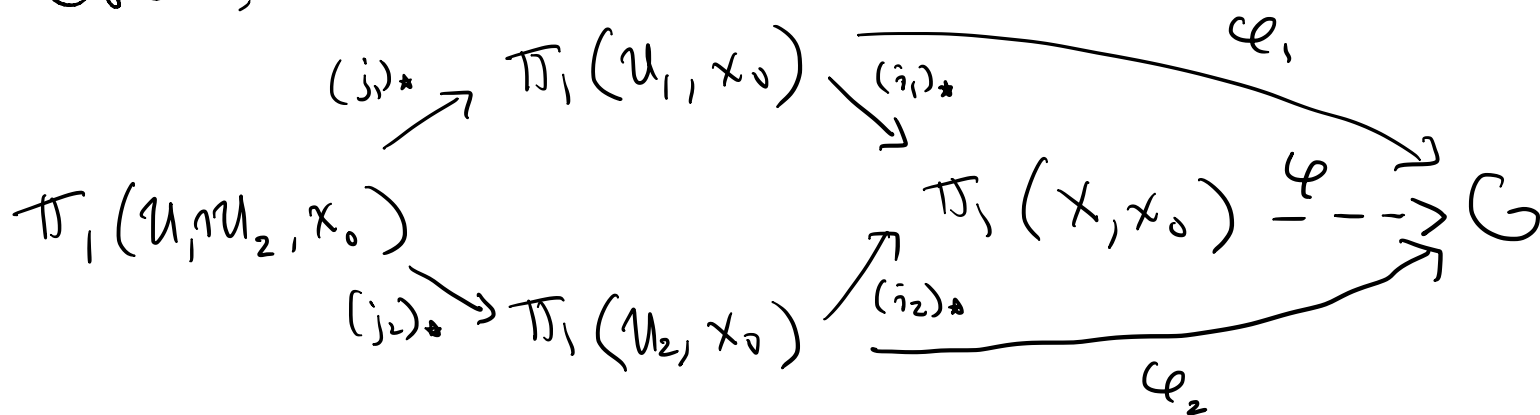 φ₁
(j₁)⋆ π₁(U₁, x₀) (i₁)⋆
π₁(U₁∩U₂, x₀) π₁(X, x₀) φ G
(j₂)⋆ π₁(U₂, x₀) (i₂)⋆
φ₂